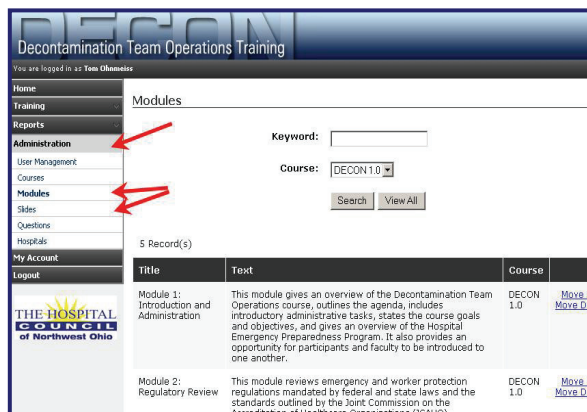 DECON
Decontamination Team Operations Training
You are logged in as Tom Ohnmeiss
Home
Training
Reports
Administration
User Management
Courses
Modules
Slides
Questions
Hospitals
My Account
Logout
THE HOSPITAL
COUNCIL
of Northwest Ohio
Modules
Keyword:
Course: DECON 1.0
Search View All
5 Record(s)
Title Text Course
Module 1: This module gives an overview of the Decontamination Team DECON Move
Introduction and Operations course, outlines the agenda, includes 1.0 Move D
Administration introductory administrative tasks, states the course goals
and objectives, and gives an overview of the Hospital
Emergency Preparedness Program. It also provides an
opportunity for participants and faculty to be introduced to
one another.
Module 2: This module reviews emergency and worker protection DECON Move
Regulatory Review regulations mandated by federal and state laws and the 1.0 Move D
standards outlined by the Joint Commission on the
Accreditation of Healthcare Organizations (JCAHO)